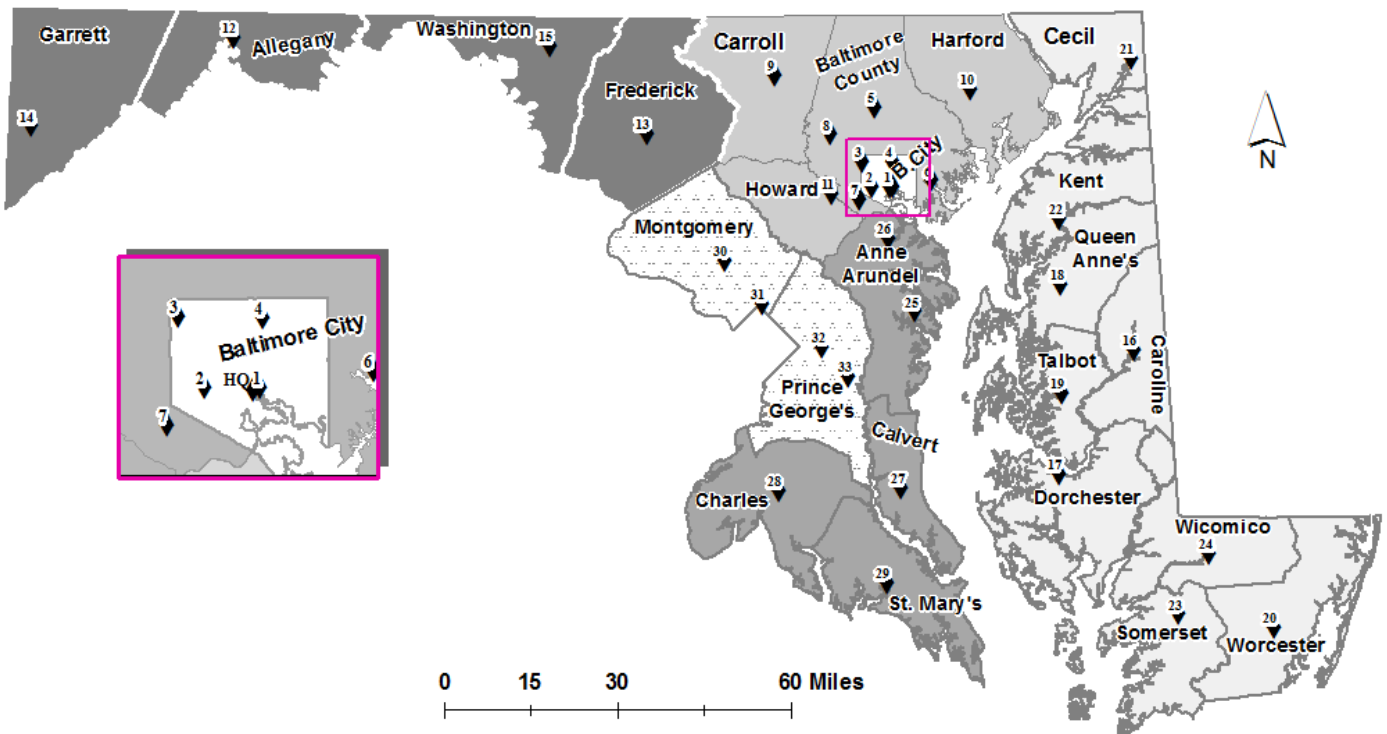 Garrett
12
Allegany
Washington
15
Carroll
9
Baltimore
County
Harford
10
Cecil
21
14
Frederick
13
5
8
3
4
B.City
2
1
7
11
Howard
6
N
Kent
22
Queen
Anne's
18
Montgomery
30
26
Anne
Arundel
25
31
32
33
Prince
George's
16
Caroline
Talbot
19
Calvert
27
17
Dorchester
Charles
28
Wicomico
24
29
St. Mary's
23
Somerset
20
Worcester
3
4
Baltimore City
6
2
HQ
1
7
0 15 30 60 Miles